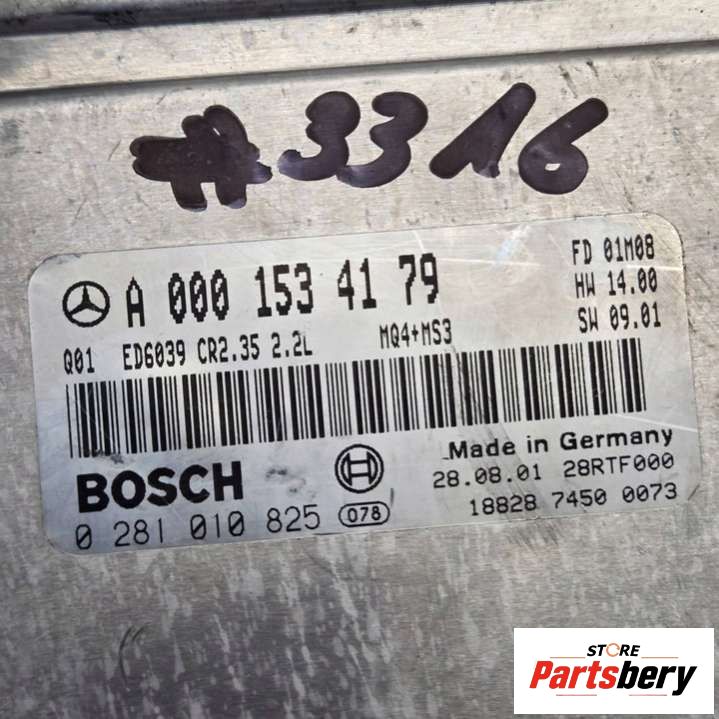 #3316
A 000 153 41 79
FD 01M08
HW 14.00
SW 09.01
Q01 ED6039 CR2.35 2.2L MQ4+MS3
BOSCH
Made in Germany
28.08.01 28RTF000
0 281 010 825 078
18828 7450 0073
STORE
Partsbery